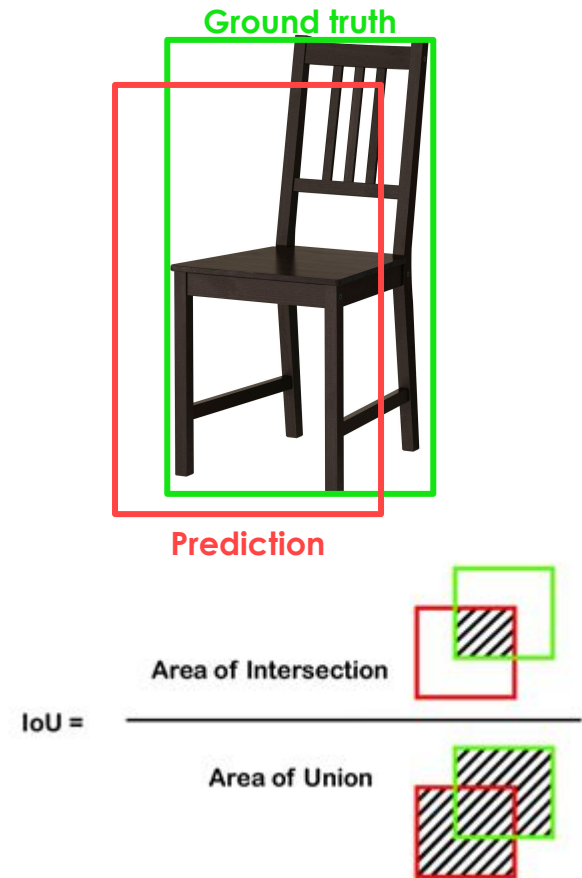 Ground truth
Prediction
Area of Intersection
IoU =
Area of Union